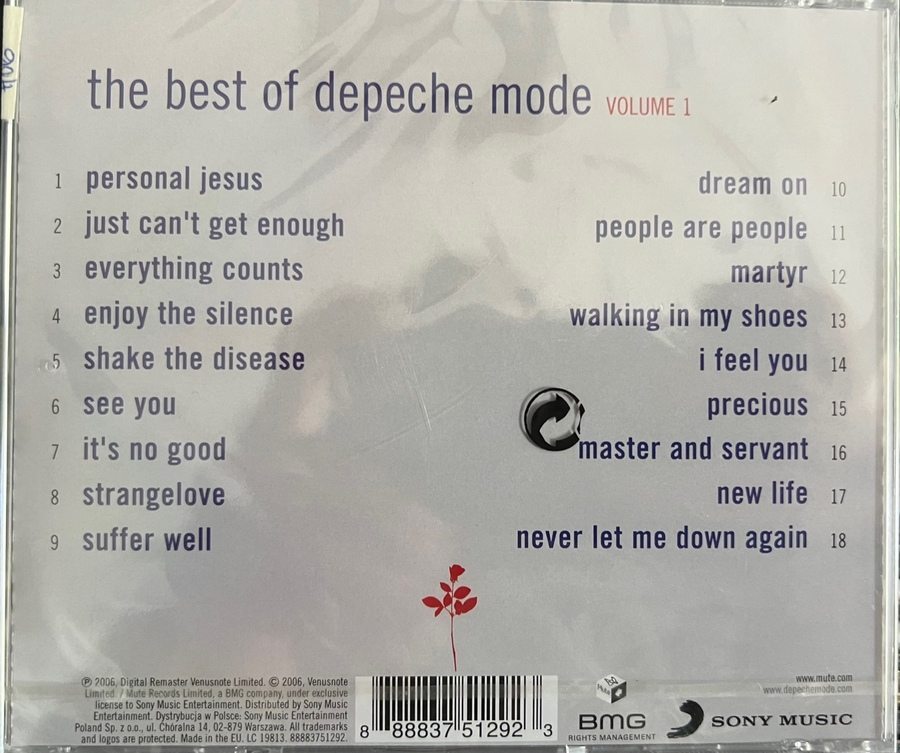 the best of depeche mode VOLUME 1
1 personal jesus
2 just can't get enough
3 everything counts
4 enjoy the silence
5 shake the disease
6 see you
7 it's no good
8 strangelove
9 suffer well
dream on 10
people are people 11
martyr 12
walking in my shoes 13
i feel you 14
precious 15
master and servant 16
new life 17
never let me down again 18
℗ 2006, Digital Remaster Venusnote Limited. © 2006, Venusnote
Limited. / Mute Records Limited, a BMG company, under exclusive
license to Sony Music Entertainment. Distributed by Sony Music
Entertainment. Dystrybucja w Polsce: Sony Music Entertainment
Poland Sp. z o.o., ul. Chóralna 14, 02-879 Warszawa. All trademarks
and logos are protected. Made in the EU. LC 19813. 88883751292
8 88837 51292 3
Mute
BMG
RIGHTS MANAGEMENT
SONY MUSIC
www.mute.com
www.depechemode.com